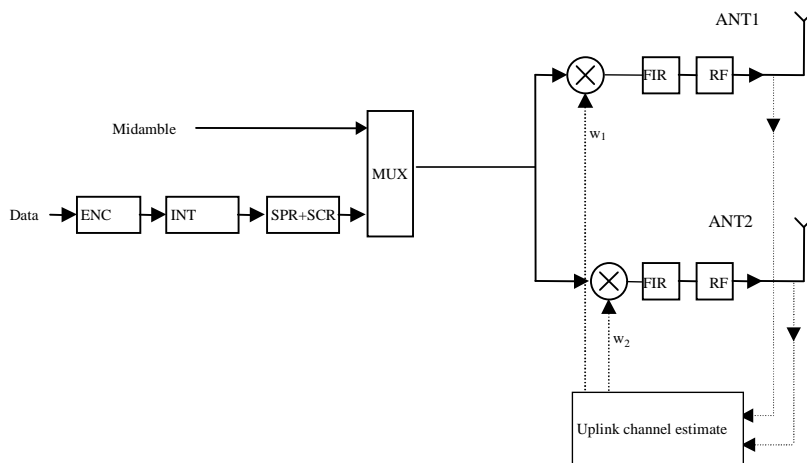 ANT1
FIR
RF
Midamble
w1
MUX
Data
ENC
INT
SPR+SCR
ANT2
FIR
RF
w2
Uplink channel estimate